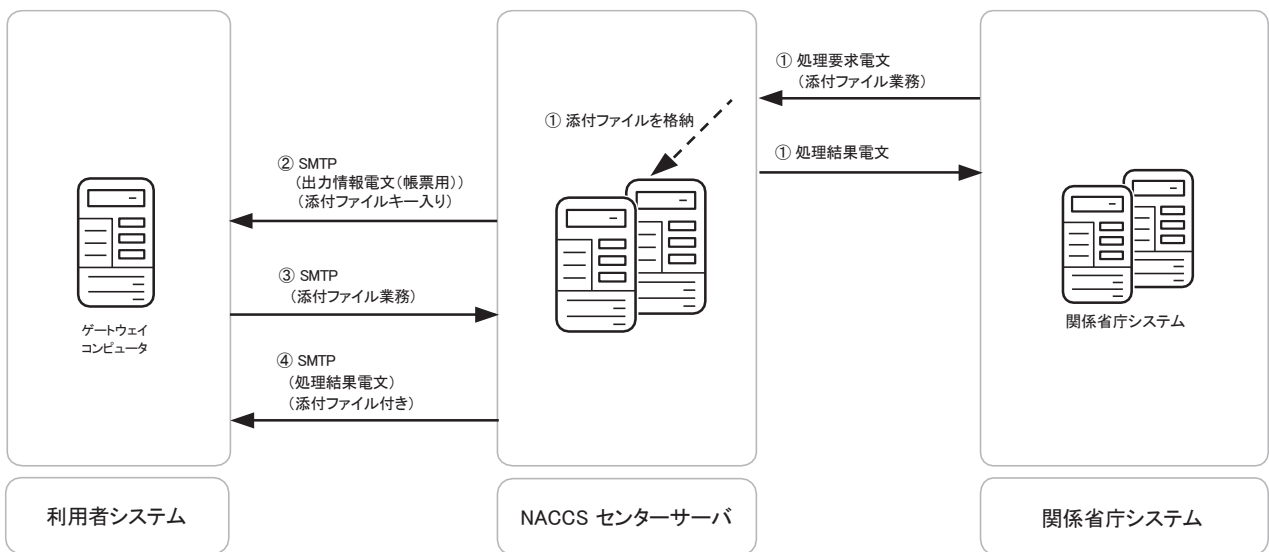 ① 処理要求電文
（添付ファイル業務）
① 添付ファイルを格納
① 処理結果電文
② SMTP
（出力情報電文（帳票用））
（添付ファイルキー入り）
③ SMTP
（添付ファイル業務）
ゲートウェイ
コンピュータ
関係省庁システム
④ SMTP
（処理結果電文）
（添付ファイル付き）
利用者システム
NACCS センターサーバ
関係省庁システム